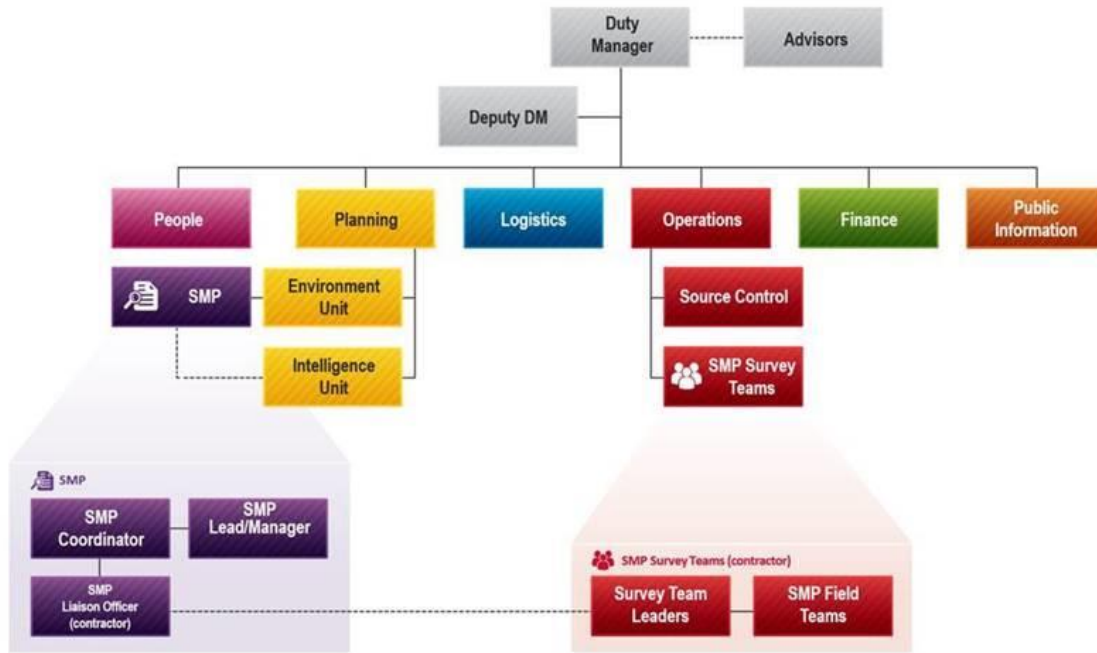 Duty
Manager
Advisors
Deputy DM
People
Planning
Logistics
Operations
Finance
Public
Information
SMP
Environment
Unit
Source Control
Intelligence
Unit
SMP Survey
Teams
SMP
SMP
Coordinator
SMP
Lead/Manager
SMP
Liaison Officer
(contractor)
SMP Survey Teams (contractor)
Survey Team
Leaders
SMP Field
Teams